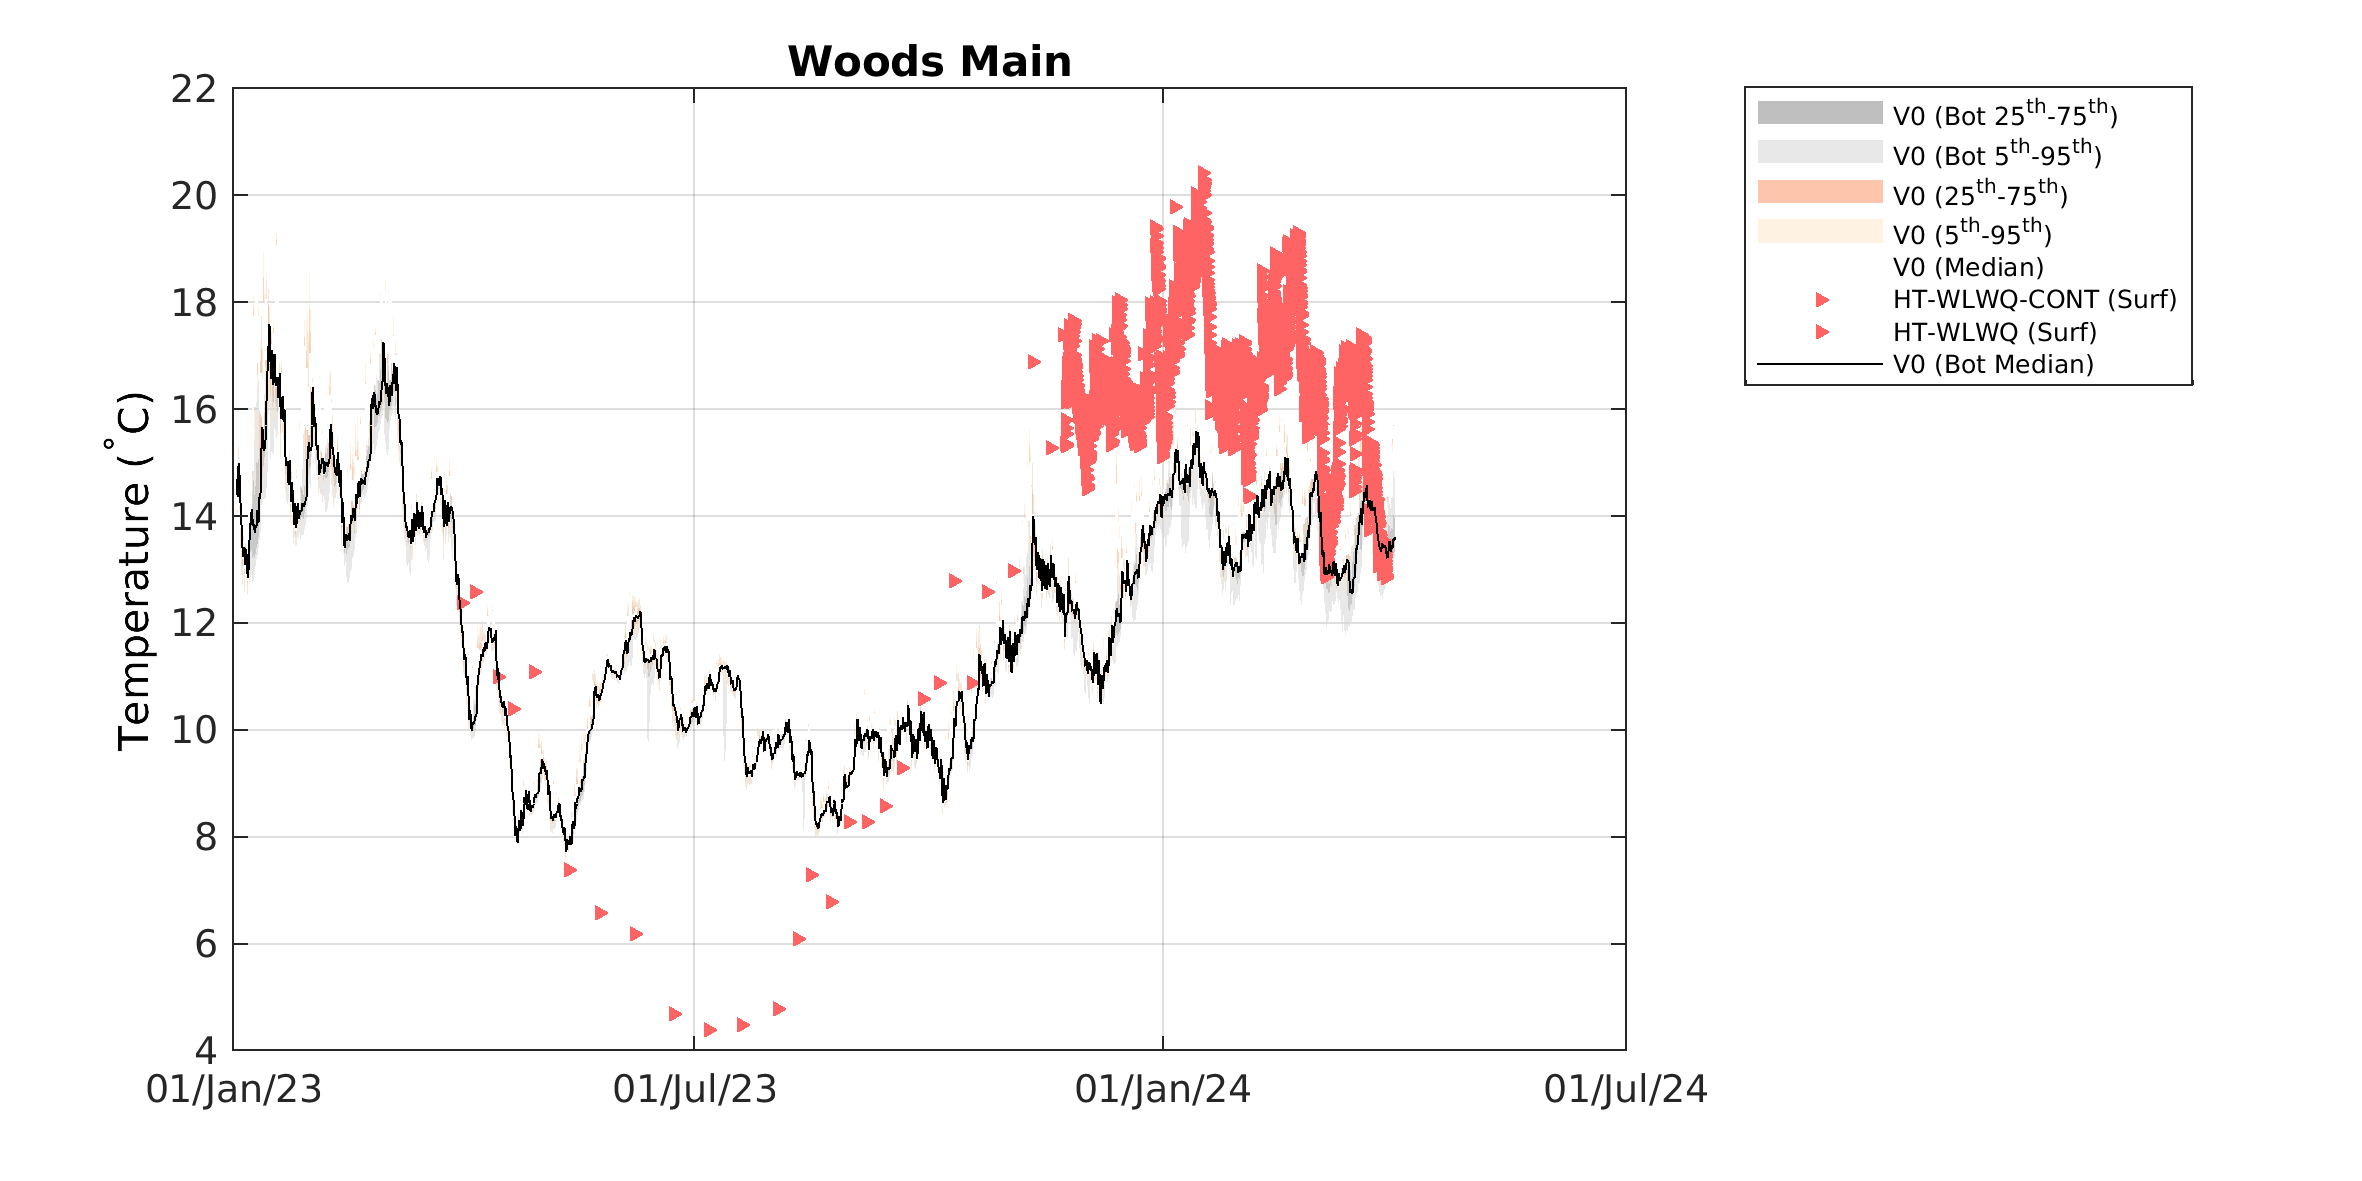 Woods Main
22
20
18
16
14
12
10
8
6
4
Temperature (°C)
01/Jan/23
01/Jul/23
01/Jan/24
01/Jul/24
V0 (Bot 25th-75th)
V0 (Bot 5th-95th)
V0 (25th-75th)
V0 (5th-95th)
V0 (Median)
HT-WLWQ-CONT (Surf)
HT-WLWQ (Surf)
V0 (Bot Median)